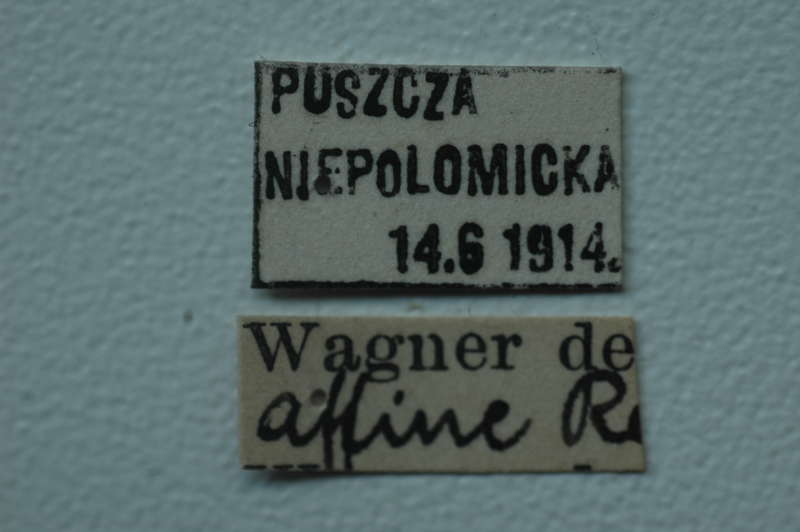 PUSZCZA
NIEPOLOMICKA
14.6 1914.
Wagner de
affine R